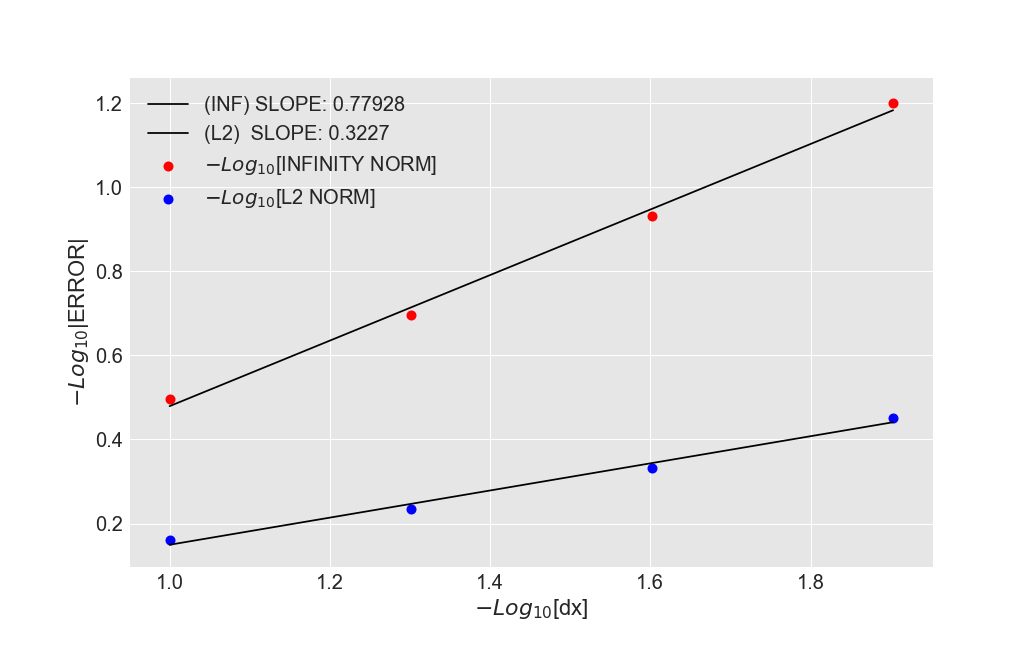 (INF) SLOPE: 0.77928
(L2)  SLOPE: 0.3227
−Log10[INFINITY NORM]
−Log10[L2 NORM]
1.2
1.0
0.8
0.6
0.4
0.2
−Log10|ERROR|
1.0 1.2 1.4 1.6 1.8
−Log10[dx]